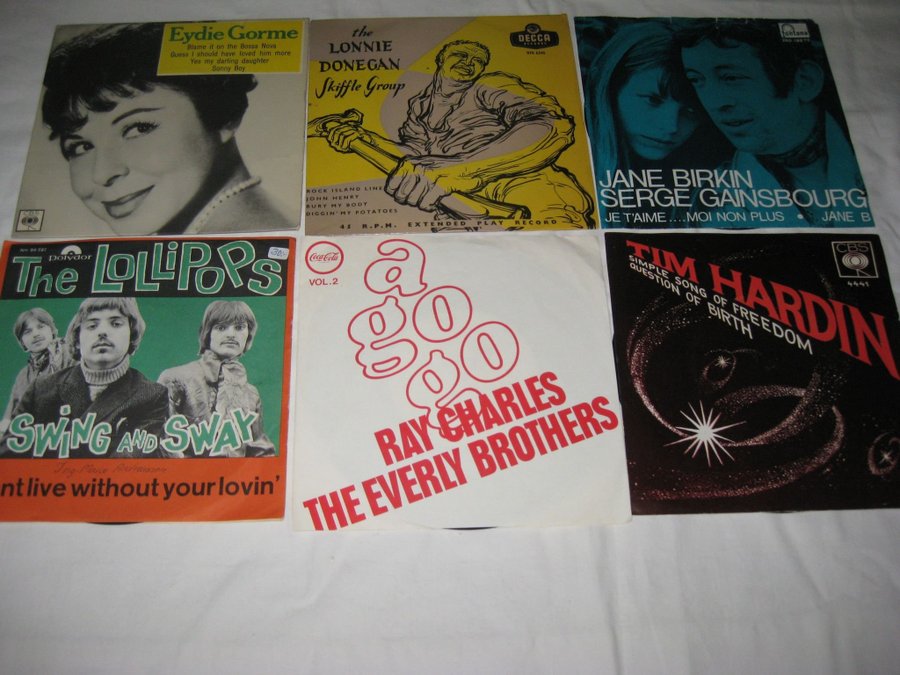 Eydie Gorme
Blame it on the Bossa Nova
Guess I should have loved him more
Yes my darling daughter
Sonny Boy
CBS
the
LONNIE
DONEGAN
Skiffle Group
DECCA
RECORDS
ROCK ISLAND LINE
JOHN HENRY
BURY MY BODY
DIGGIN' MY POTATOES
45 R.P.M. EXTENDED PLAY RECORD
fontana
JANE BIRKIN
SERGE GAINSBOURG
JE T'AIME....MOI NON PLUS • JANE B
Polydor
The LOLLIPOPS
SWING AND SWAY
nt live without your lovin'
Coca-Cola
VOL.2
a
go
go
RAY CHARLES
THE EVERLY BROTHERS
CBS
4441
TIM HARDIN
SIMPLE SONG OF FREEDOM
QUESTION OF
BIRTH